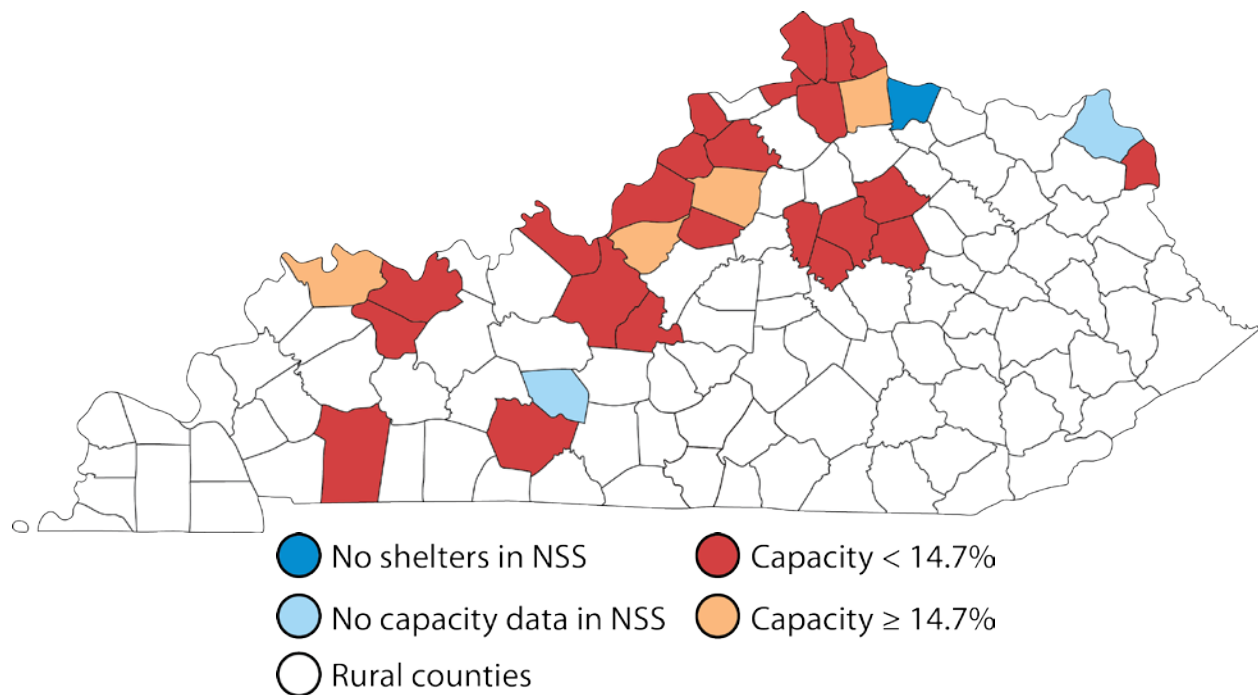 No shelters in NSS
Capacity < 14.7%
No capacity data in NSS
Capacity ≥ 14.7%
Rural counties